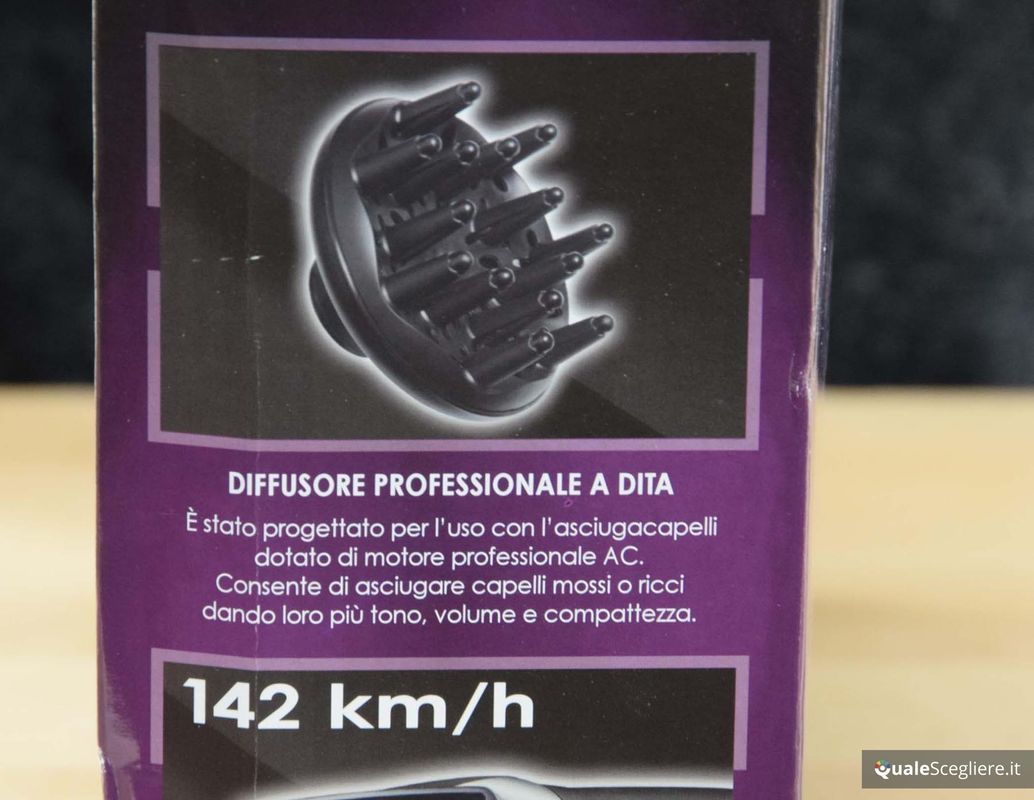 DIFFUSORE PROFESSIONALE A DITA
È stato progettato per l'uso con l'asciugacapelli
dotato di motore professionale AC.
Consente di asciugare capelli mossi o ricci
dando loro più tono, volume e compattezza.
142 km/h
QualeScegliere.it